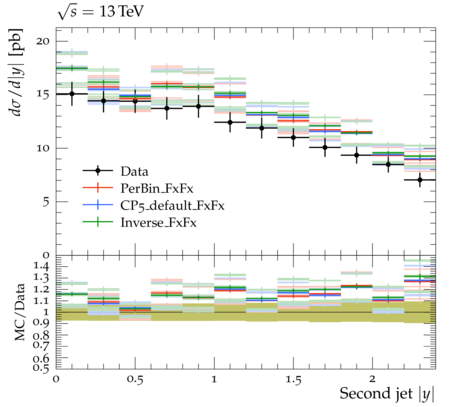 √s = 13 TeV
dσ/d|y| [pb]
20
15
10
5
0
Data
PerBin_FxFx
CP5_default_FxFx
Inverse_FxFx
MC/Data
1.4
1.3
1.2
1.1
1
0.9
0.8
0.7
0.6
0.5
0 0.5 1 1.5 2
Second jet |y|